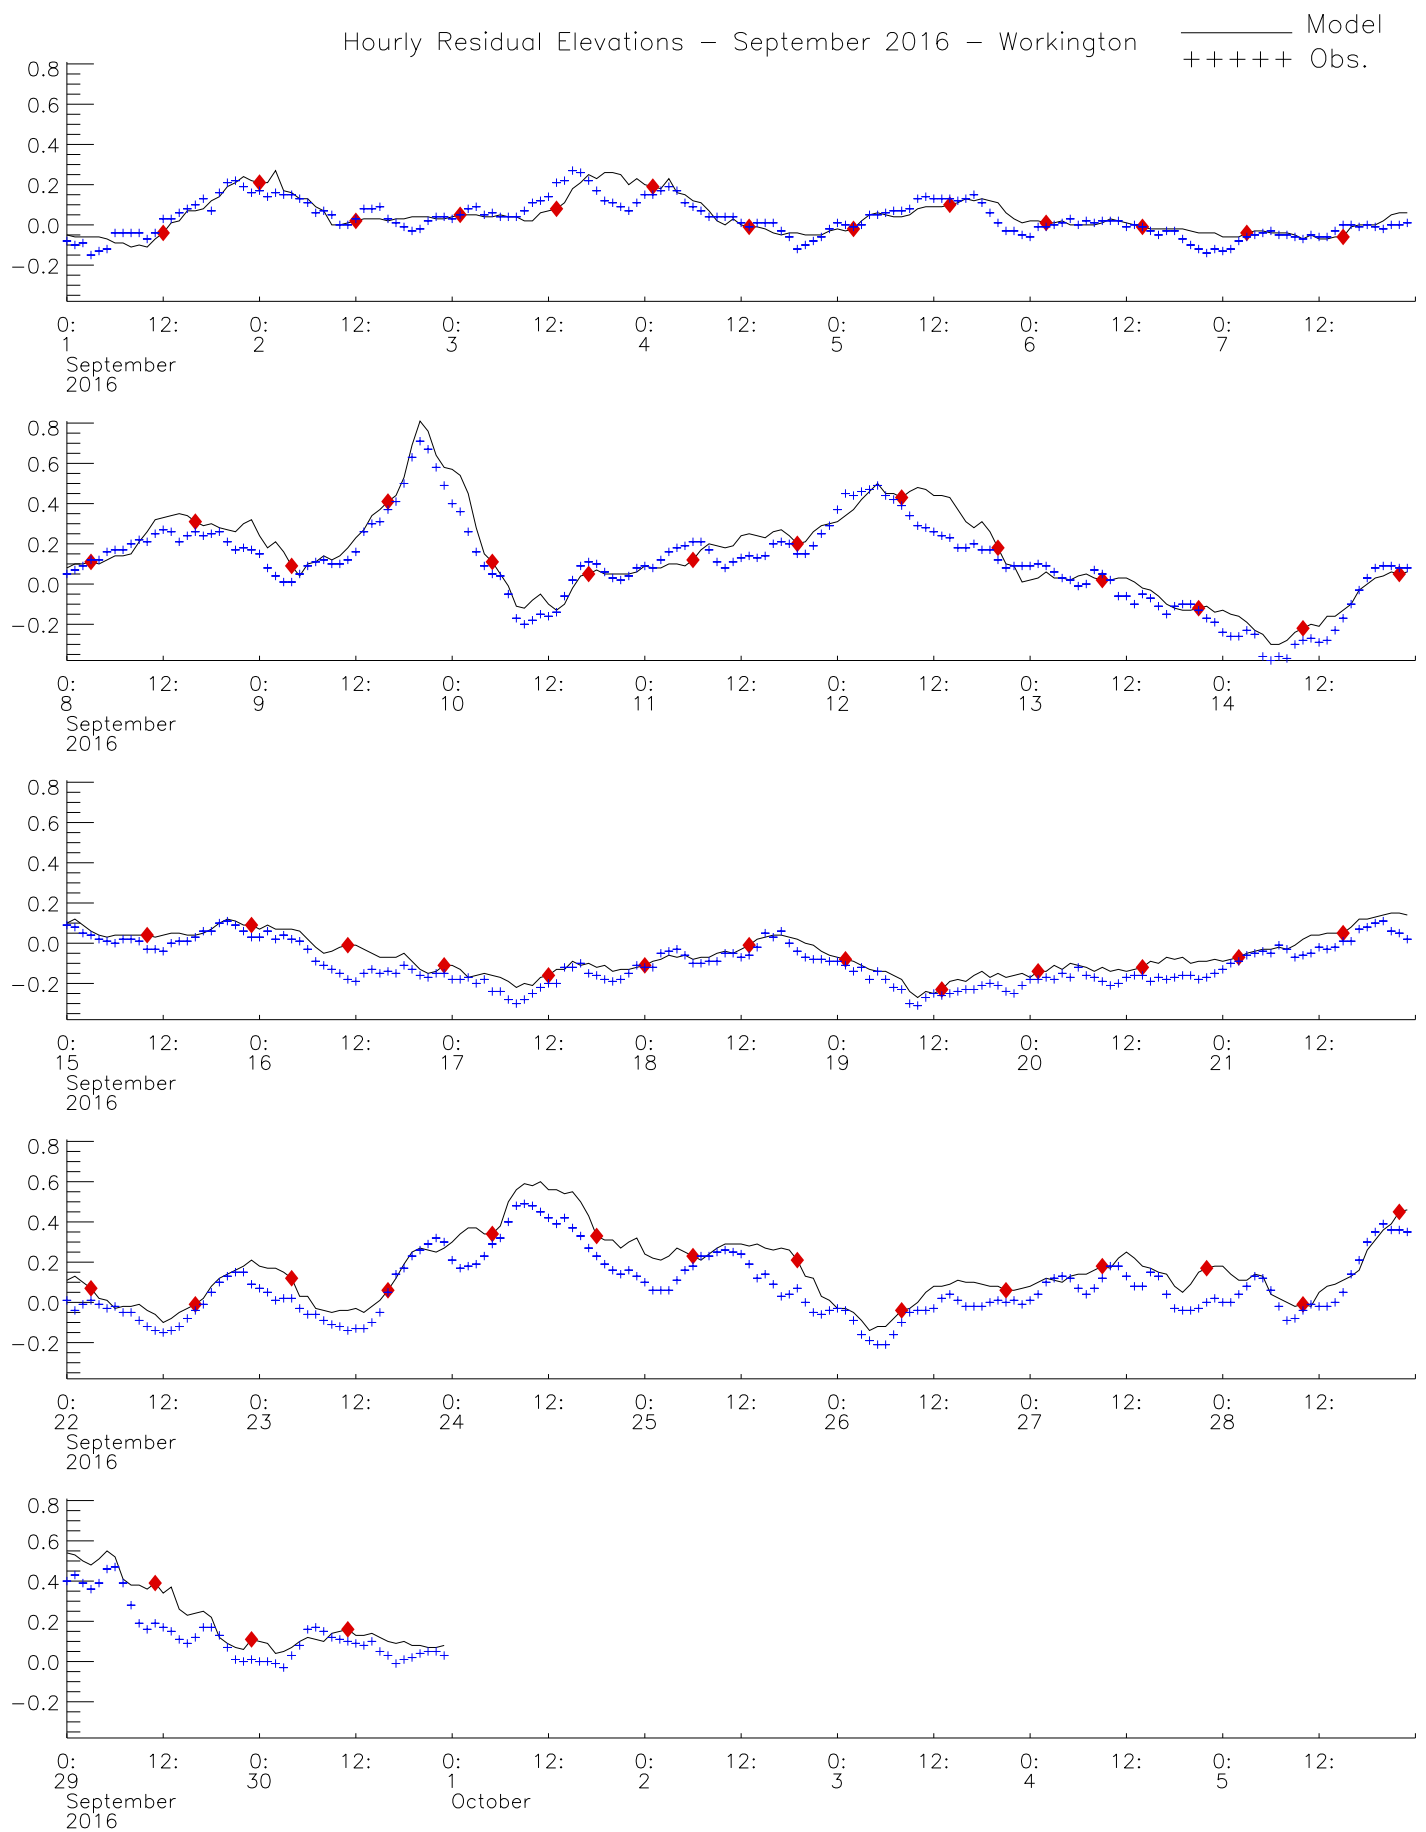 Hourly Residual Elevations − September 2016 − Workington
Model
+++++ Obs.
0.8
0.6
0.4
0.2
0.0
−0.2
0: 12: 0: 12: 0: 12: 0: 12: 0: 12: 0: 12: 0: 12:
1 2 3 4 5 6 7
September
2016
0.8
0.6
0.4
0.2
0.0
−0.2
0: 12: 0: 12: 0: 12: 0: 12: 0: 12: 0: 12: 0: 12:
8 9 10 11 12 13 14
September
2016
0.8
0.6
0.4
0.2
0.0
−0.2
0: 12: 0: 12: 0: 12: 0: 12: 0: 12: 0: 12: 0: 12:
15 16 17 18 19 20 21
September
2016
0.8
0.6
0.4
0.2
0.0
−0.2
0: 12: 0: 12: 0: 12: 0: 12: 0: 12: 0: 12: 0: 12:
22 23 24 25 26 27 28
September
2016
0.8
0.6
0.4
0.2
0.0
−0.2
0: 12: 0: 12: 0: 12: 0: 12: 0: 12: 0: 12: 0: 12:
29 30 1 2 3 4 5
September October
2016